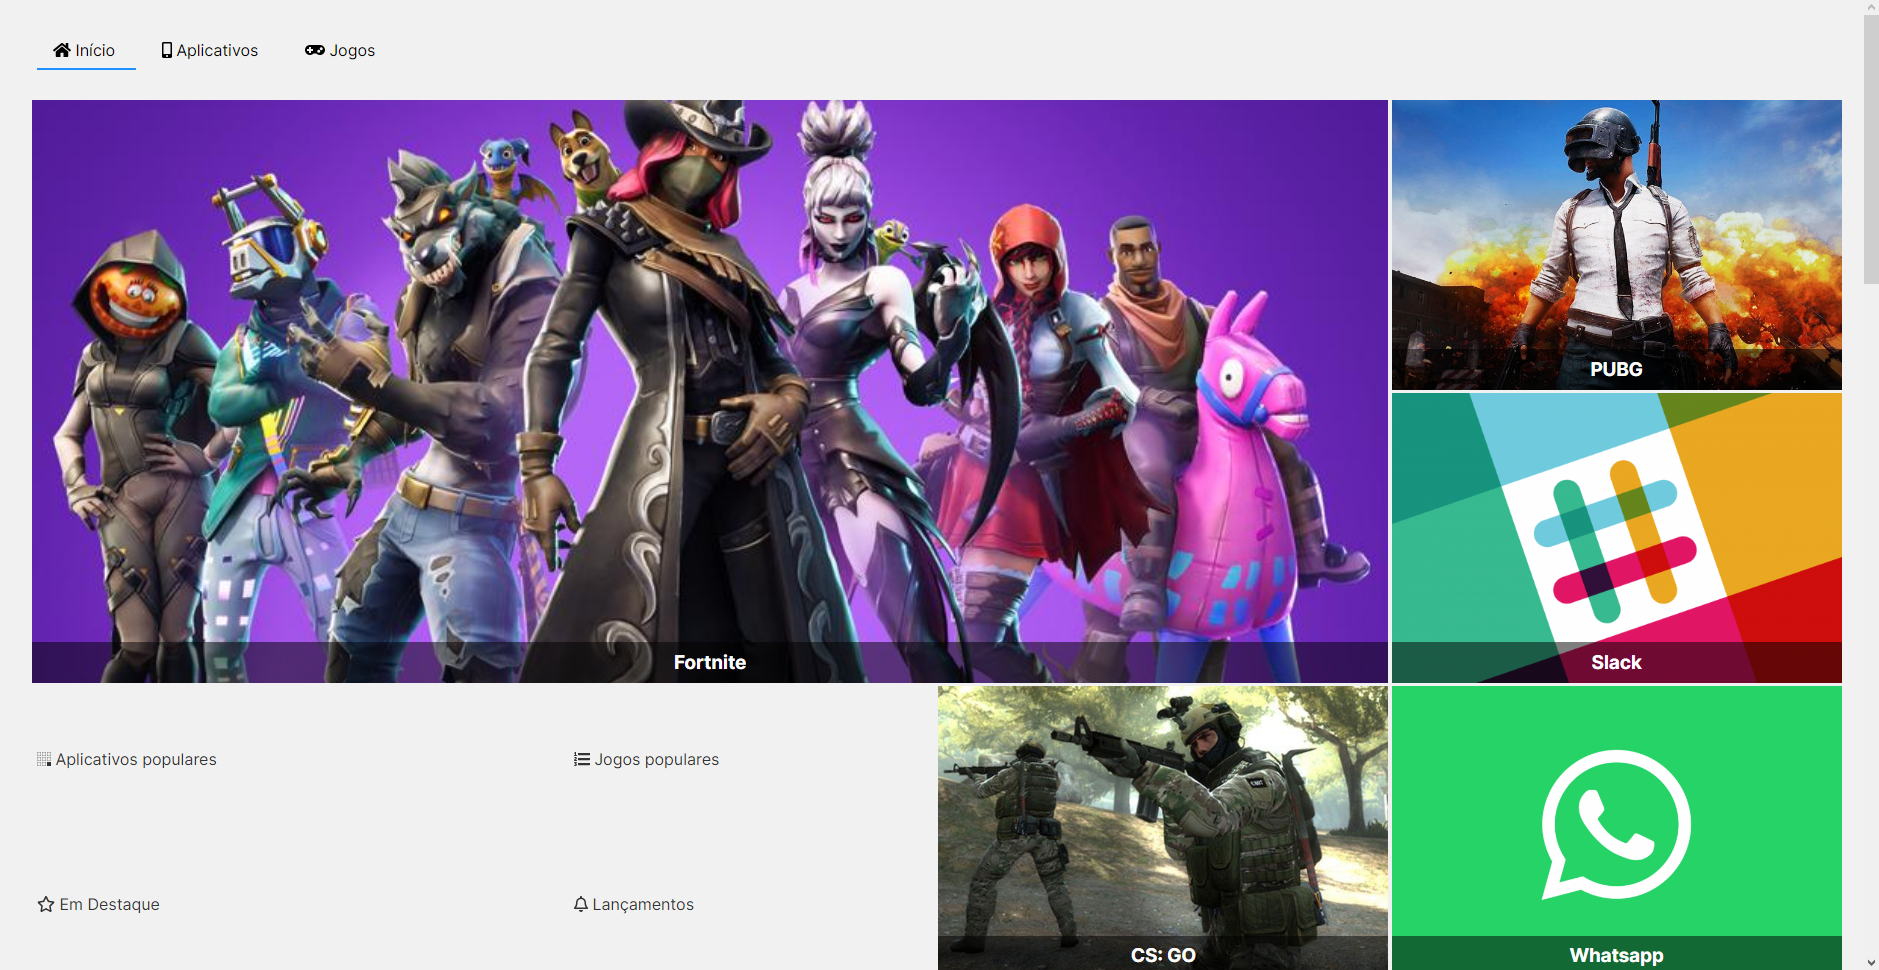 Início
Aplicativos
Jogos
Fortnite
PUBG
Slack
Aplicativos populares
Jogos populares
Em Destaque
Lançamentos
CS: GO
Whatsapp